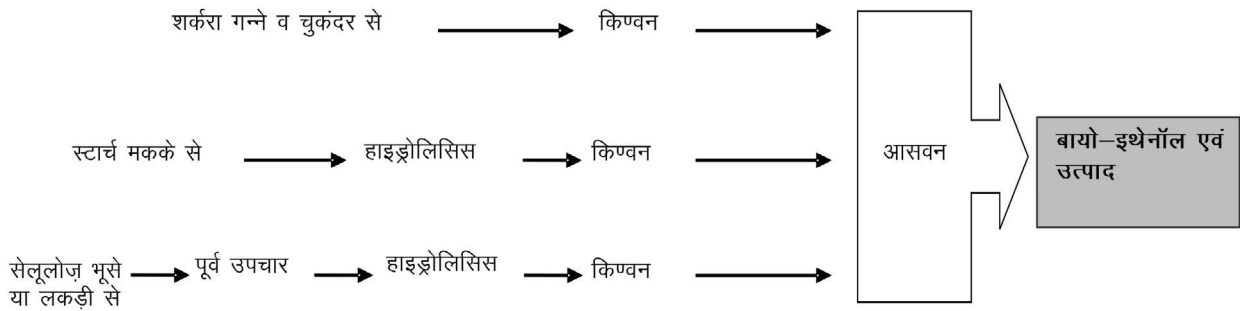 शर्करा गन्ने व चुकंदर से
किण्वन
स्टार्च मकके से
हाइड्रोलिसिस
किण्वन
सेलूलोज़ भूसे
या लकड़ी से
पूर्व उपचार
हाइड्रोलिसिस
किण्वन
आसवन
बायो–इथेनॉल एवं
उत्पाद